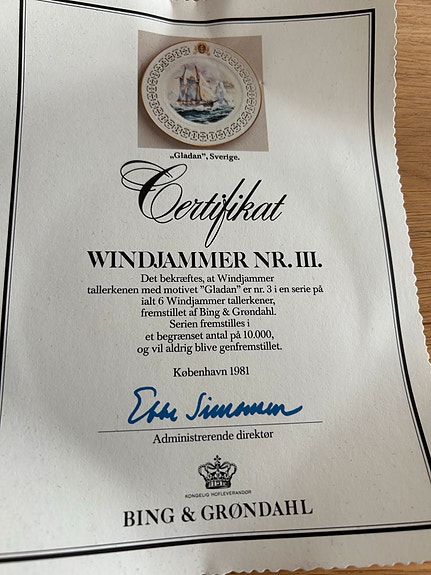 „Gladan”, Sverige.
Certifikat
WINDJAMMER NR. III.
Det bekræftes, at Windjammer
tallerkenen med motivet ”Gladan” er nr. 3 i en serie på
ialt 6 Windjammer tallerkener,
fremstillet af Bing & Grøndahl.
Serien fremstilles i
et begrænset antal på 10.000,
og vil aldrig blive genfremstillet.
København 1981
Ebbe Simonsen
Administrerende direktør
KONGELIG HOFLEVERANDØR
BING & GRØNDAHL